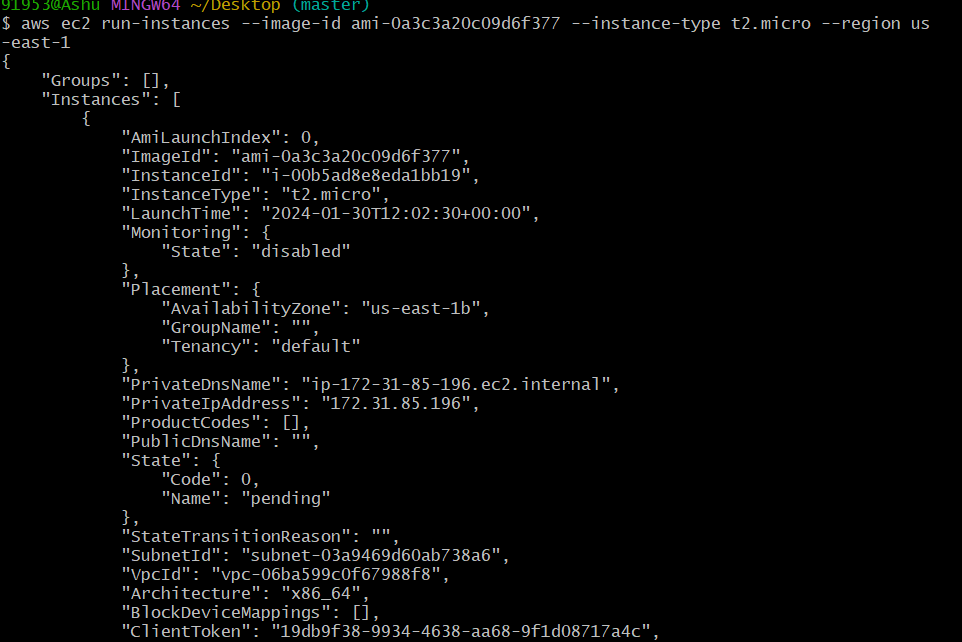 91953@Ashu MINGW64 ~/Desktop (master)
$ aws ec2 run-instances --image-id ami-0a3c3a20c09d6f377 --instance-type t2.micro --region us
-east-1
{
    "Groups": [],
    "Instances": [
        {
            "AmiLaunchIndex": 0,
            "ImageId": "ami-0a3c3a20c09d6f377",
            "InstanceId": "i-00b5ad8e8eda1bb19",
            "InstanceType": "t2.micro",
            "LaunchTime": "2024-01-30T12:02:30+00:00",
            "Monitoring": {
                "State": "disabled"
            },
            "Placement": {
                "AvailabilityZone": "us-east-1b",
                "GroupName": "",
                "Tenancy": "default"
            },
            "PrivateDnsName": "ip-172-31-85-196.ec2.internal",
            "PrivateIpAddress": "172.31.85.196",
            "ProductCodes": [],
            "PublicDnsName": "",
            "State": {
                "Code": 0,
                "Name": "pending"
            },
            "StateTransitionReason": "",
            "SubnetId": "subnet-03a9469d60ab738a6",
            "VpcId": "vpc-06ba599c0f67988f8",
            "Architecture": "x86_64",
            "BlockDeviceMappings": [],
            "ClientToken": "19db9f38-9934-4638-aa68-9f1d08717a4c",